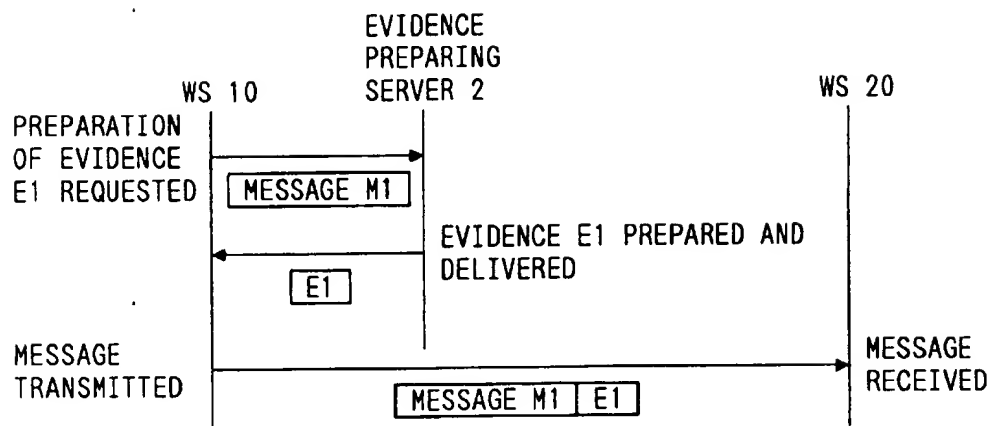 EVIDENCE
PREPARING
SERVER 2
WS 10
WS 20
PREPARATION
OF EVIDENCE
E1 REQUESTED
MESSAGE M1
EVIDENCE E1 PREPARED AND
DELIVERED
E1
MESSAGE
TRANSMITTED
MESSAGE
RECEIVED
MESSAGE M1 E1